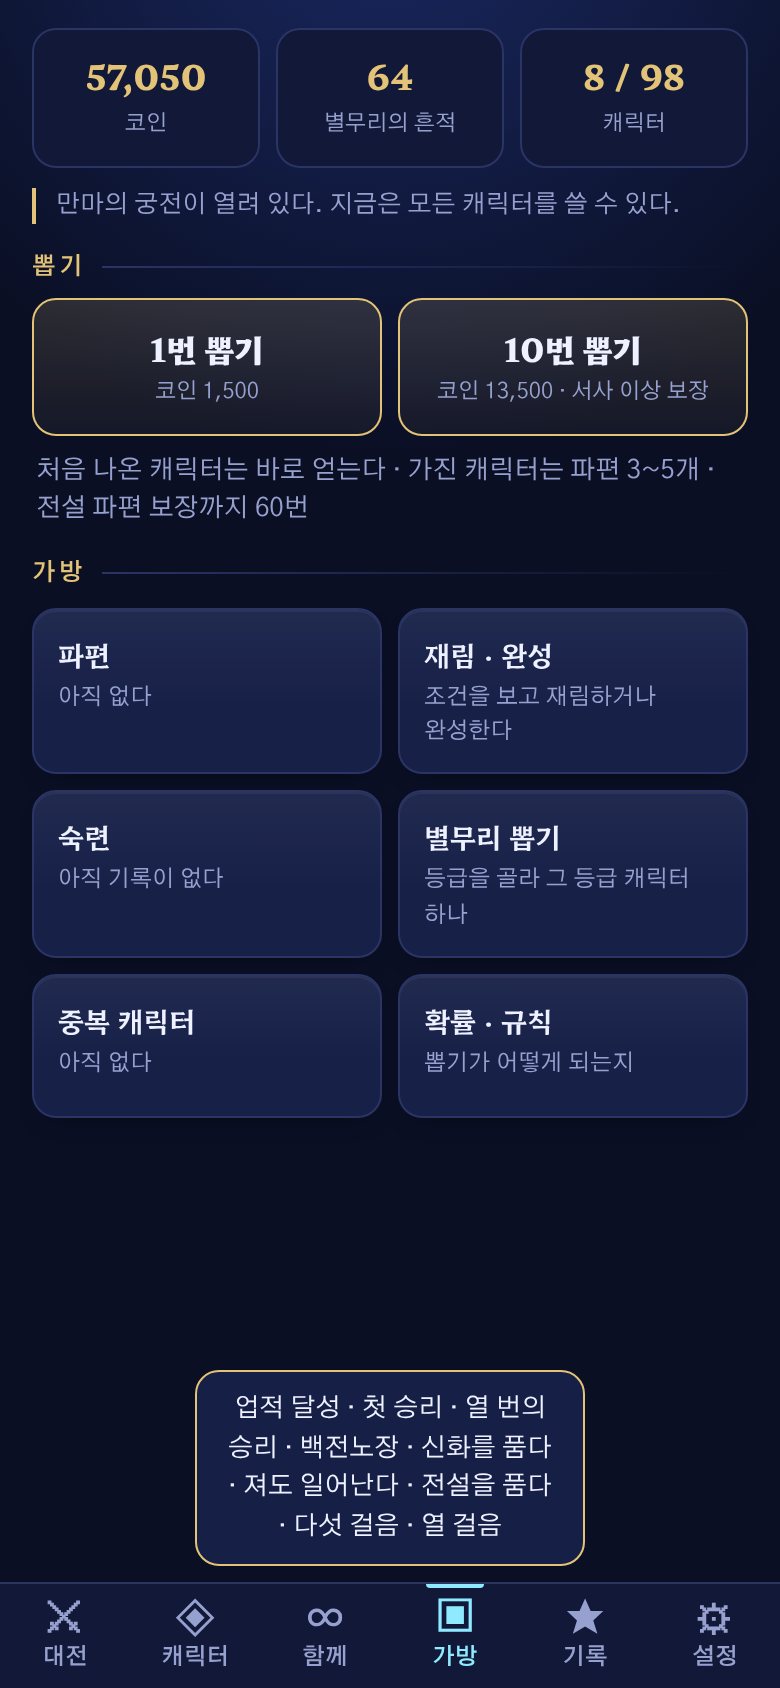 57,050
코인
64
별무리의 흔적
8 / 98
캐릭터
만마의 궁전이 열려 있다. 지금은 모든 캐릭터를 쓸 수 있다.
뽑기
1번 뽑기
코인 1,500
10번 뽑기
코인 13,500 · 서사 이상 보장
처음 나온 캐릭터는 바로 얻는다 · 가진 캐릭터는 파편 3~5개 ·
전설 파편 보장까지 60번
가방
파편
아직 없다
재림 · 완성
조건을 보고 재림하거나
완성한다
숙련
아직 기록이 없다
별무리 뽑기
등급을 골라 그 등급 캐릭터
하나
중복 캐릭터
아직 없다
확률 · 규칙
뽑기가 어떻게 되는지
업적 달성 · 첫 승리 · 열 번의
승리 · 백전노장 · 신화를 품다
· 져도 일어난다 · 전설을 품다
· 다섯 걸음 · 열 걸음
대전
캐릭터
함께
가방
기록
설정